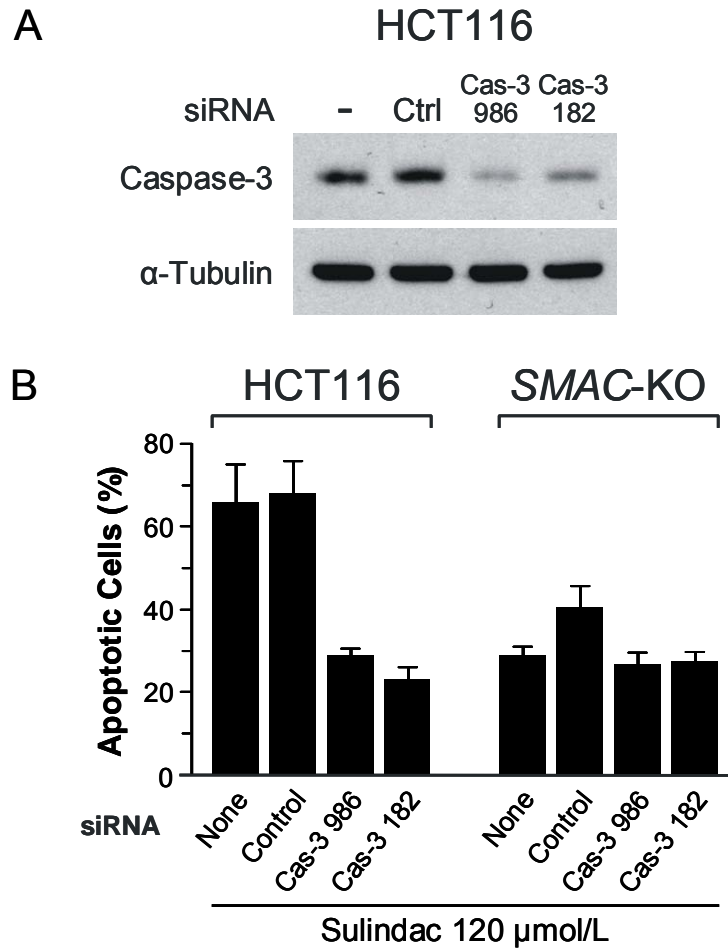 A
HCT116
siRNA - Ctrl Cas-3 986 Cas-3 182
Caspase-3
α-Tubulin
B
HCT116 SMAC-KO
Apoptotic Cells (%)
80
60
40
20
0
siRNA None Control Cas-3 986 Cas-3 182 None Control Cas-3 986 Cas-3 182
Sulindac 120 µmol/L